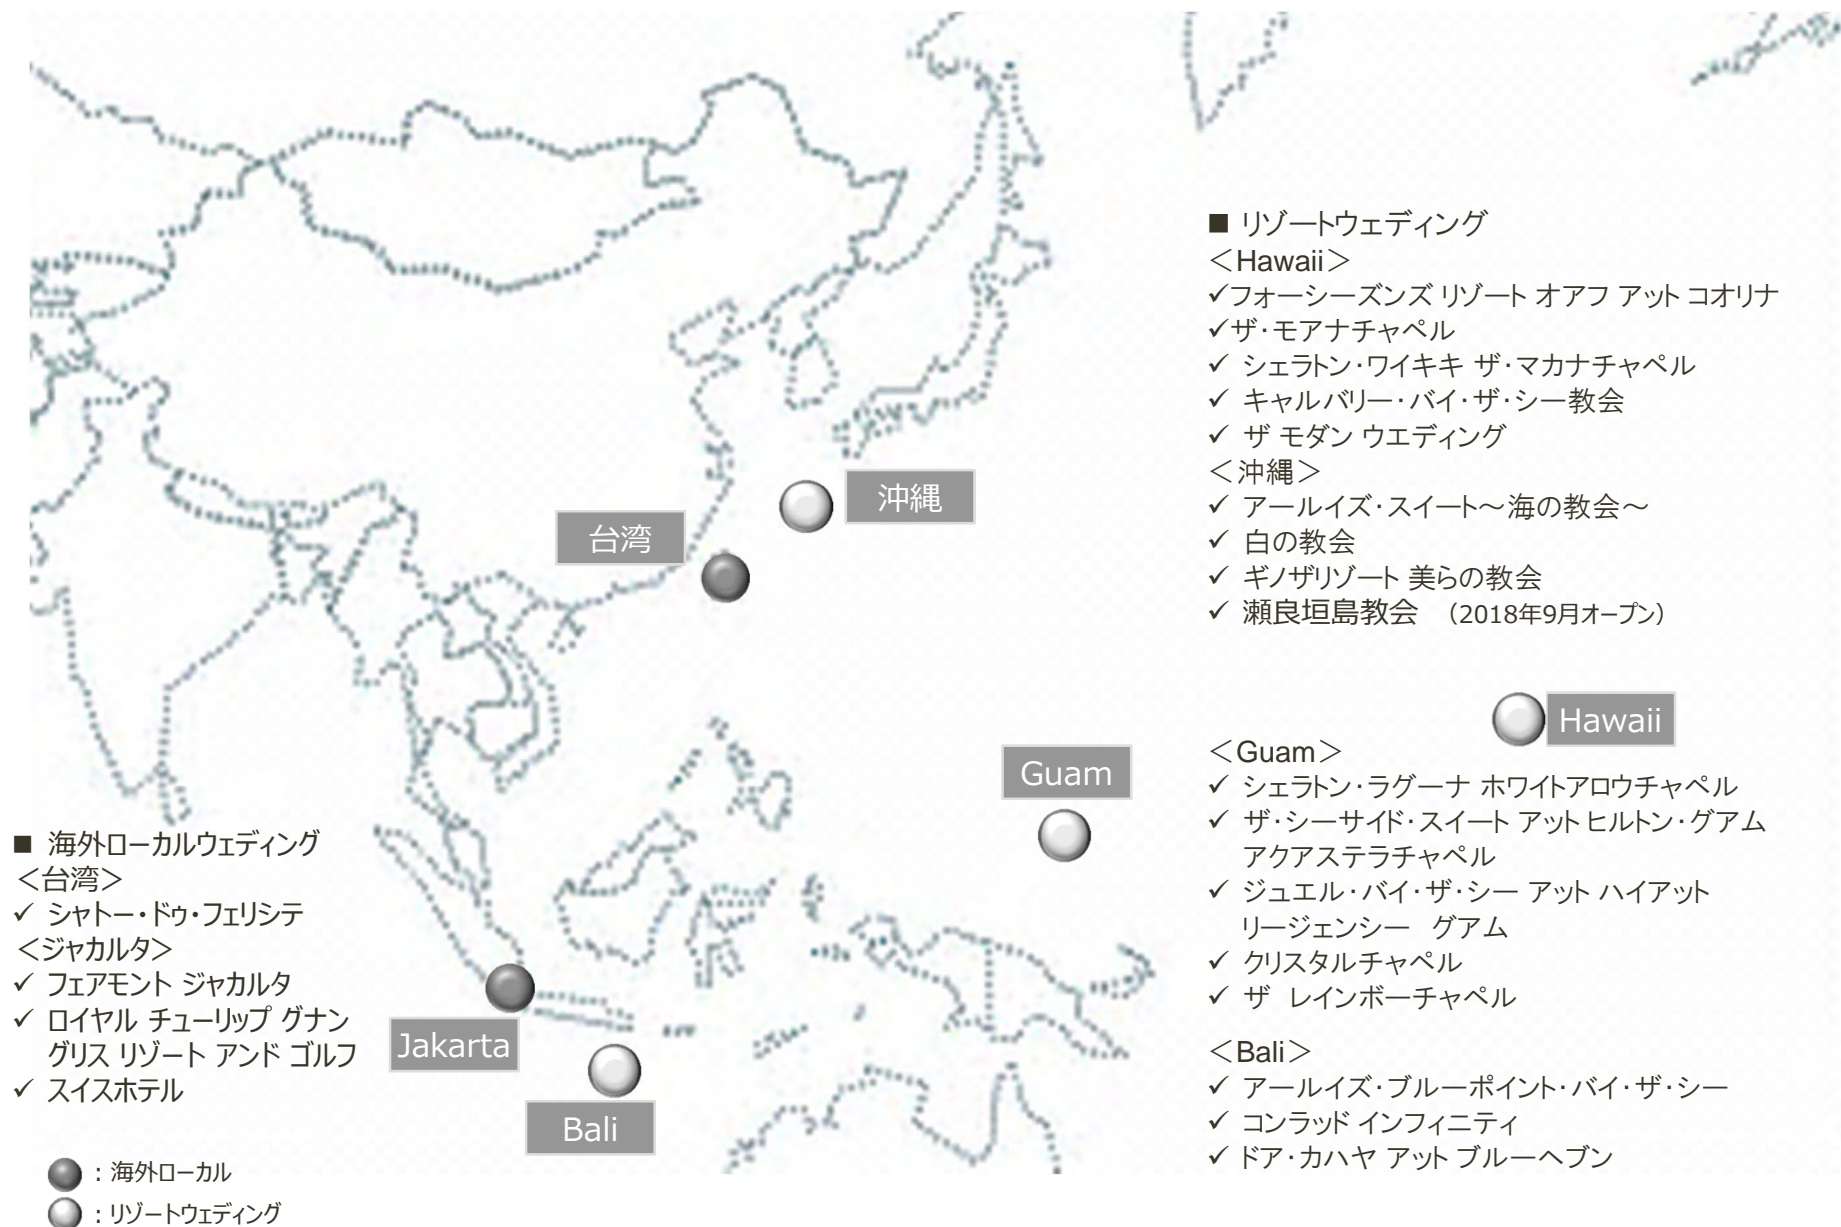 ■ リゾートウェディング
＜Hawaii＞
✓フォーシーズンズ リゾート オアフ アット コオリナ
✓ザ・モアナチャペル
✓ シェラトン・ワイキキ ザ・マカナチャペル
✓ キャルバリー・バイ・ザ・シー教会
✓ ザ モダン ウエディング
＜沖縄＞
✓ アールイズ・スイート～海の教会～
✓ 白の教会
✓ ギノザリゾート 美らの教会
✓ 瀬良垣島教会 （2018年9月オープン）
沖縄
台湾
Hawaii
Guam
＜Guam＞
✓ シェラトン・ラグーナ ホワイトアロウチャペル
✓ ザ・シーサイド・スイート アット ヒルトン・グアム
アクアステラチャペル
✓ ジュエル・バイ・ザ・シー アット ハイアット
リージェンシー グアム
✓ クリスタルチャペル
✓ ザ レインボーチャペル
＜Bali＞
✓ アールイズ・ブルーポイント・バイ・ザ・シー
✓ コンラッド インフィニティ
✓ ドア・カハヤ アット ブルーヘブン
■ 海外ローカルウェディング
＜台湾＞
✓ シャトー・ドゥ・フェリシテ
＜ジャカルタ＞
✓ フェアモント ジャカルタ
✓ ロイヤル チューリップ グナン
グリス リゾート アンド ゴルフ
✓ スイスホテル
Jakarta
Bali
：海外ローカル
：リゾートウェディング